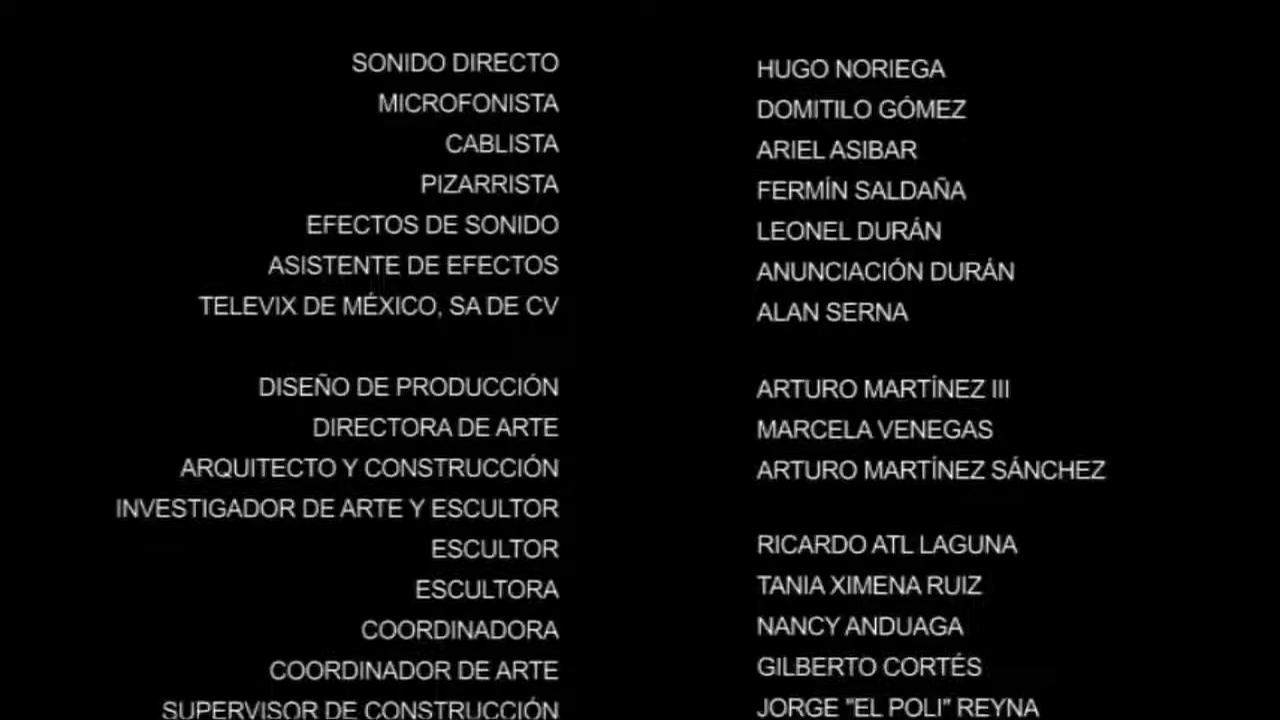 SONIDO DIRECTO HUGO NORIEGA
MICROFONISTA DOMITILO GÓMEZ
CABLISTA ARIEL ASIBAR
PIZARRISTA FERMÍN SALDAÑA
EFECTOS DE SONIDO LEONEL DURÁN
ASISTENTE DE EFECTOS ANUNCIACIÓN DURÁN
TELEVIX DE MÉXICO, SA DE CV ALAN SERNA
DISEÑO DE PRODUCCIÓN ARTURO MARTÍNEZ III
DIRECTORA DE ARTE MARCELA VENEGAS
ARQUITECTO Y CONSTRUCCIÓN ARTURO MARTÍNEZ SÁNCHEZ
INVESTIGADOR DE ARTE Y ESCULTOR
ESCULTOR RICARDO ATL LAGUNA
ESCULTORA TANIA XIMENA RUIZ
COORDINADORA NANCY ANDUAGA
COORDINADOR DE ARTE GILBERTO CORTÉS
SUPERVISOR DE CONSTRUCCIÓN JORGE "EL POLI" REYNA